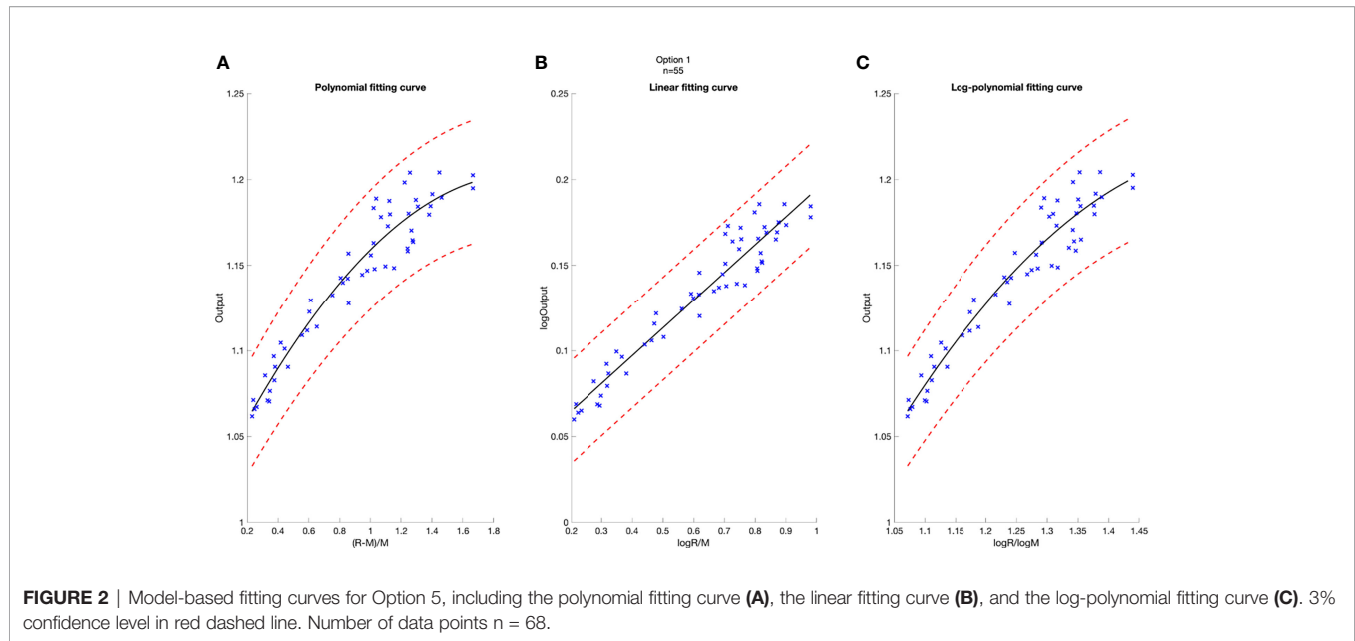 A
B
C
Option 1
n=55
Polynomial fitting curve
Linear fitting curve
Log-polynomial fitting curve
1.25
1.2
1.15
1.1
1.05
1
Output
0.2 0.4 0.6 0.8 1 1.2 1.4 1.6 1.8
(R-M)/M
0.25
0.2
0.15
0.1
0.05
0
logOutput
0.2 0.3 0.4 0.5 0.6 0.7 0.8 0.9 1
logR/M
1.25
1.2
1.15
1.1
1.05
1
Output
1.05 1.1 1.15 1.2 1.25 1.3 1.35 1.4 1.45
logR/logM
FIGURE 2 | Model-based fitting curves for Option 5, including the polynomial fitting curve (A), the linear fitting curve (B), and the log-polynomial fitting curve (C). 3%
confidence level in red dashed line. Number of data points n = 68.